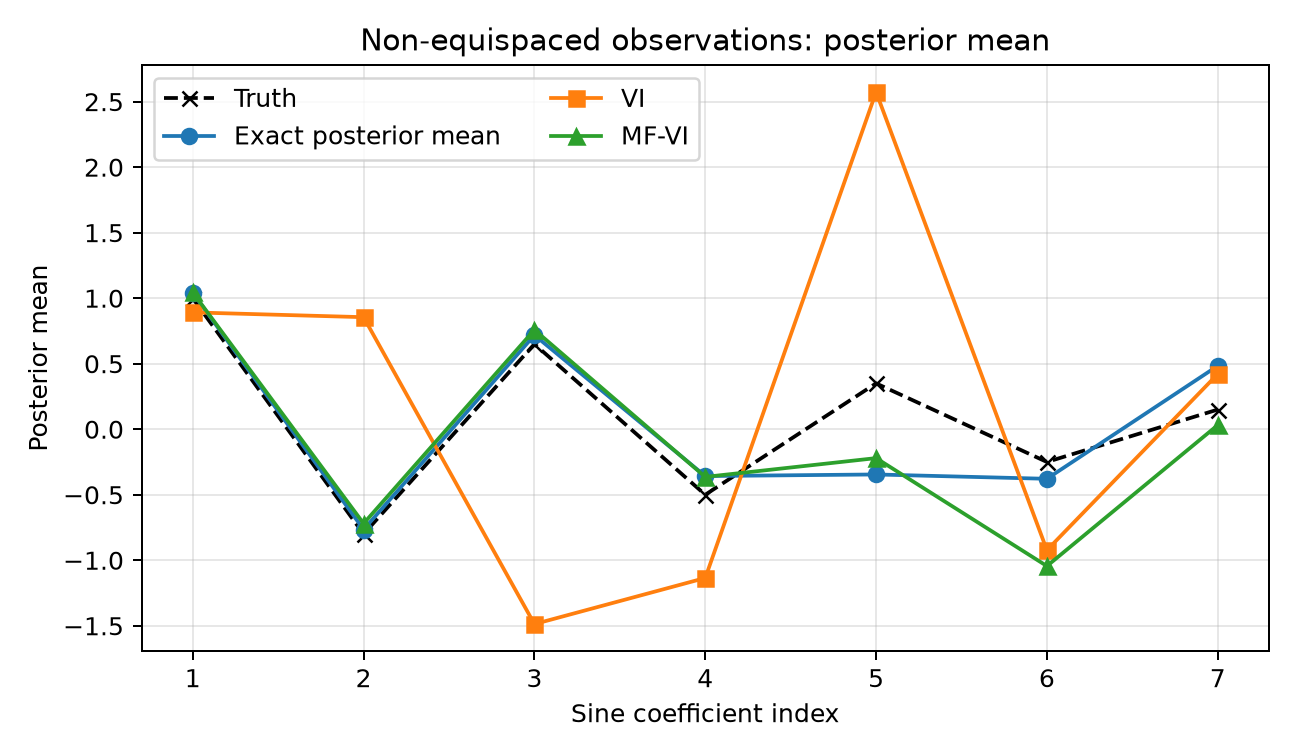 Non-equispaced observations: posterior mean
Truth
Exact posterior mean
VI
MF-VI
2.5
2.0
1.5
1.0
0.5
0.0
−0.5
−1.0
−1.5
Posterior mean
1 2 3 4 5 6 7
Sine coefficient index